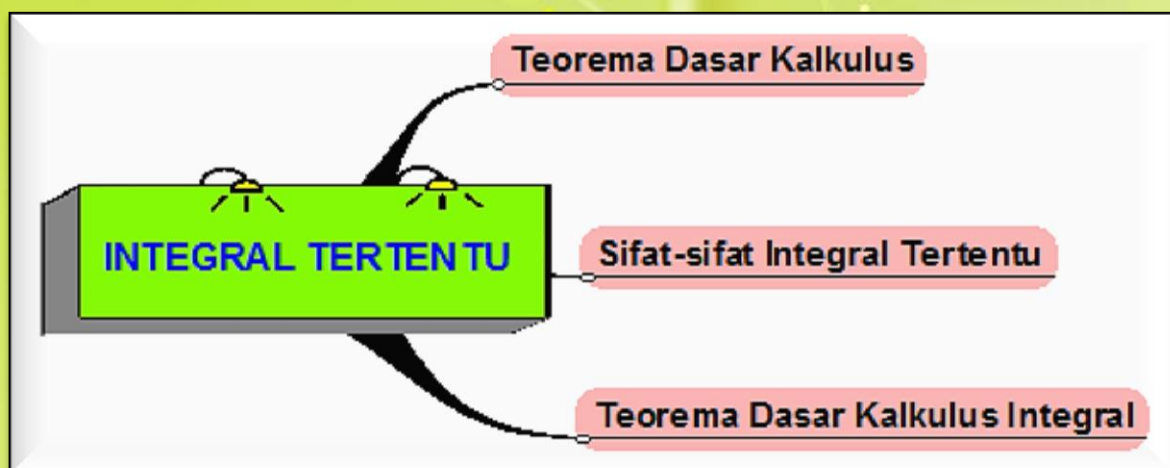 Teorema Dasar Kalkulus
INTEGRAL TERTENTU
Sifat-sifat Integral Tertentu
Teorema Dasar Kalkulus Integral